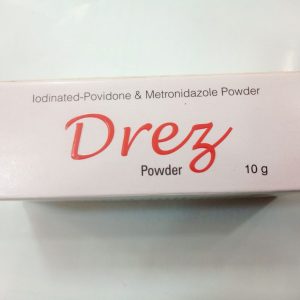 Iodinated-Povidone & Metronidazole Powder
Drez
Powder 10 g